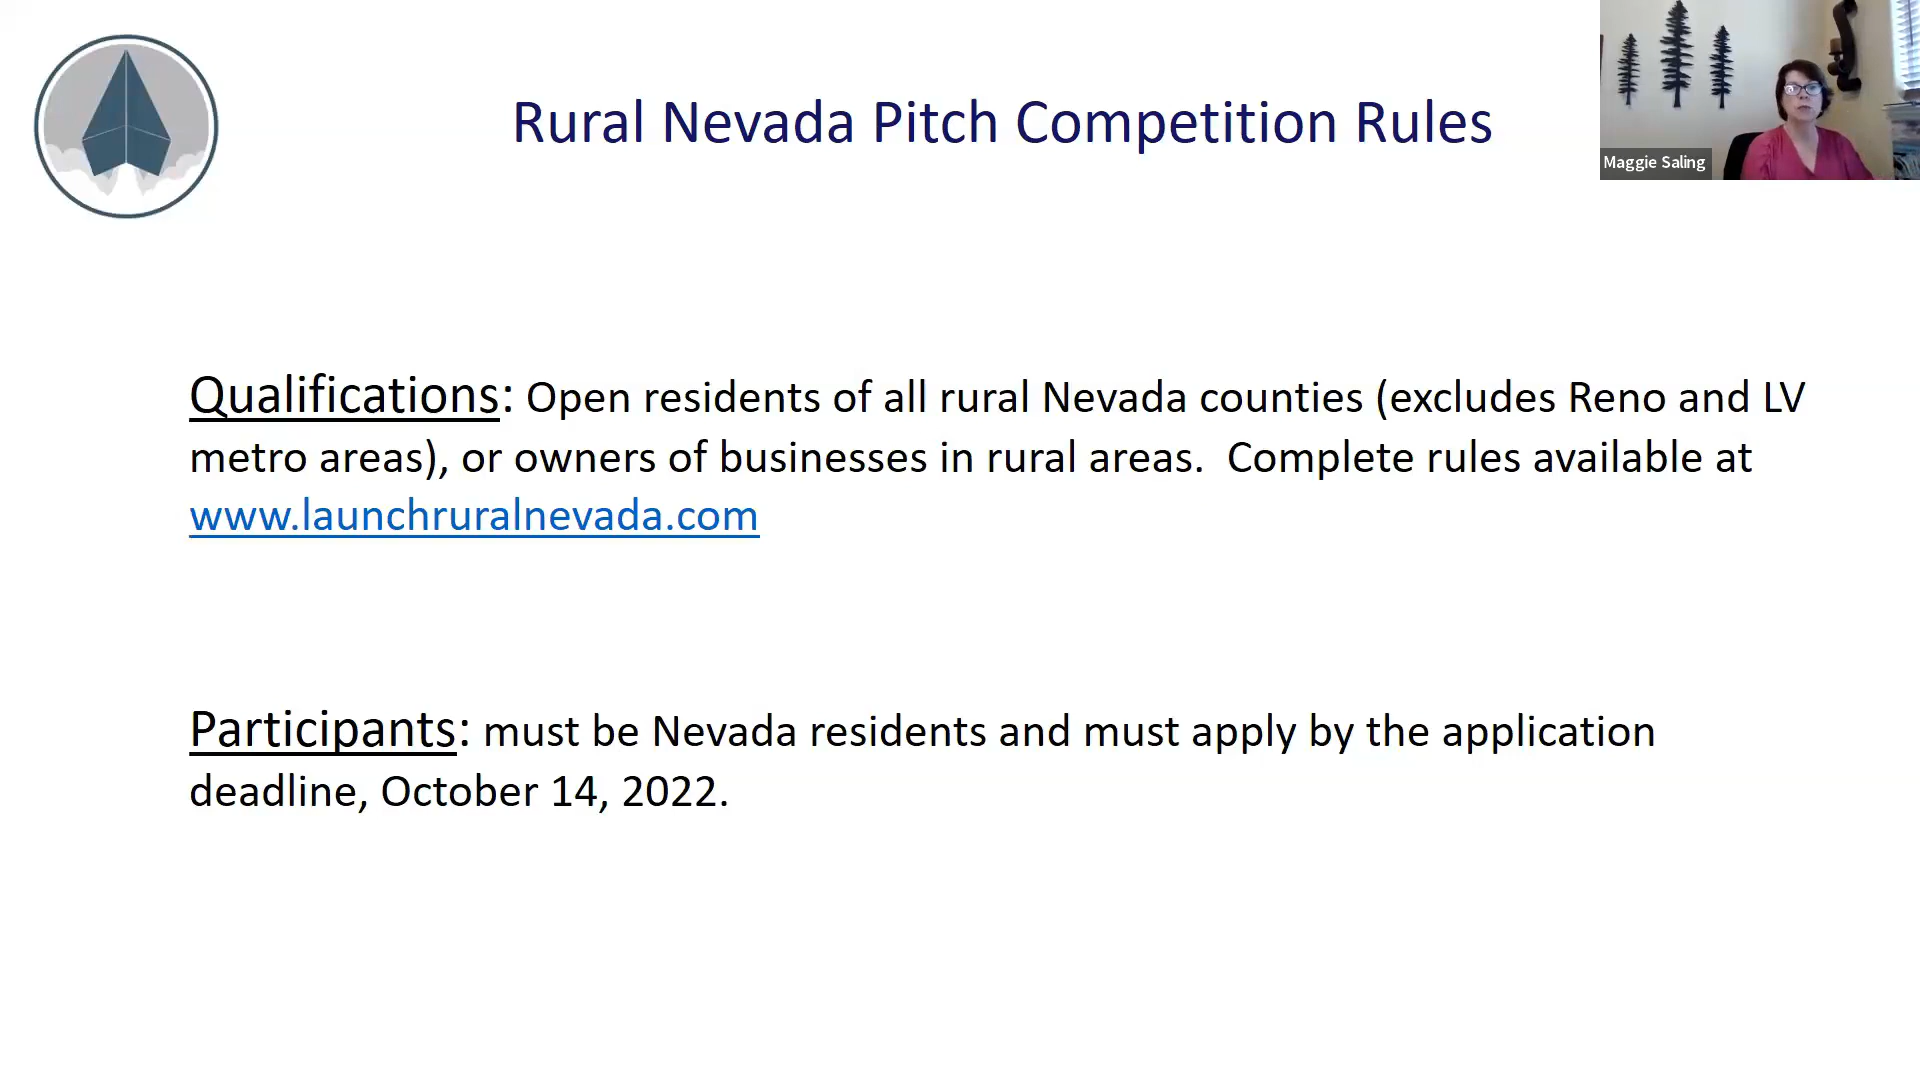 Rural Nevada Pitch Competition Rules
Maggie Saling
Qualifications: Open residents of all rural Nevada counties (excludes Reno and LV
metro areas), or owners of businesses in rural areas.  Complete rules available at
www.launchruralnevada.com
Participants: must be Nevada residents and must apply by the application
deadline, October 14, 2022.